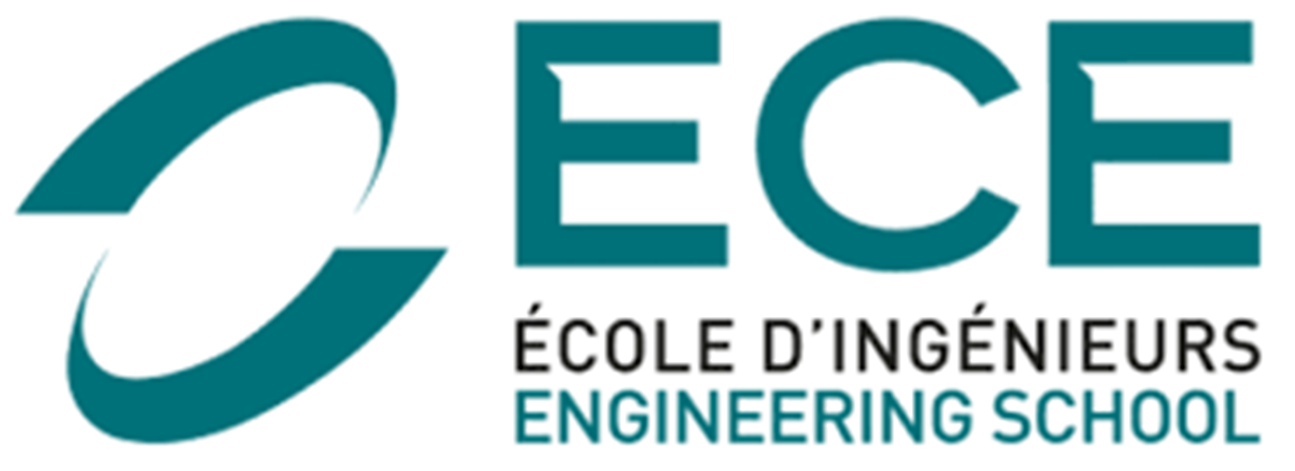 ECE
ÉCOLE D'INGÉNIEURS
ENGINEERING SCHOOL